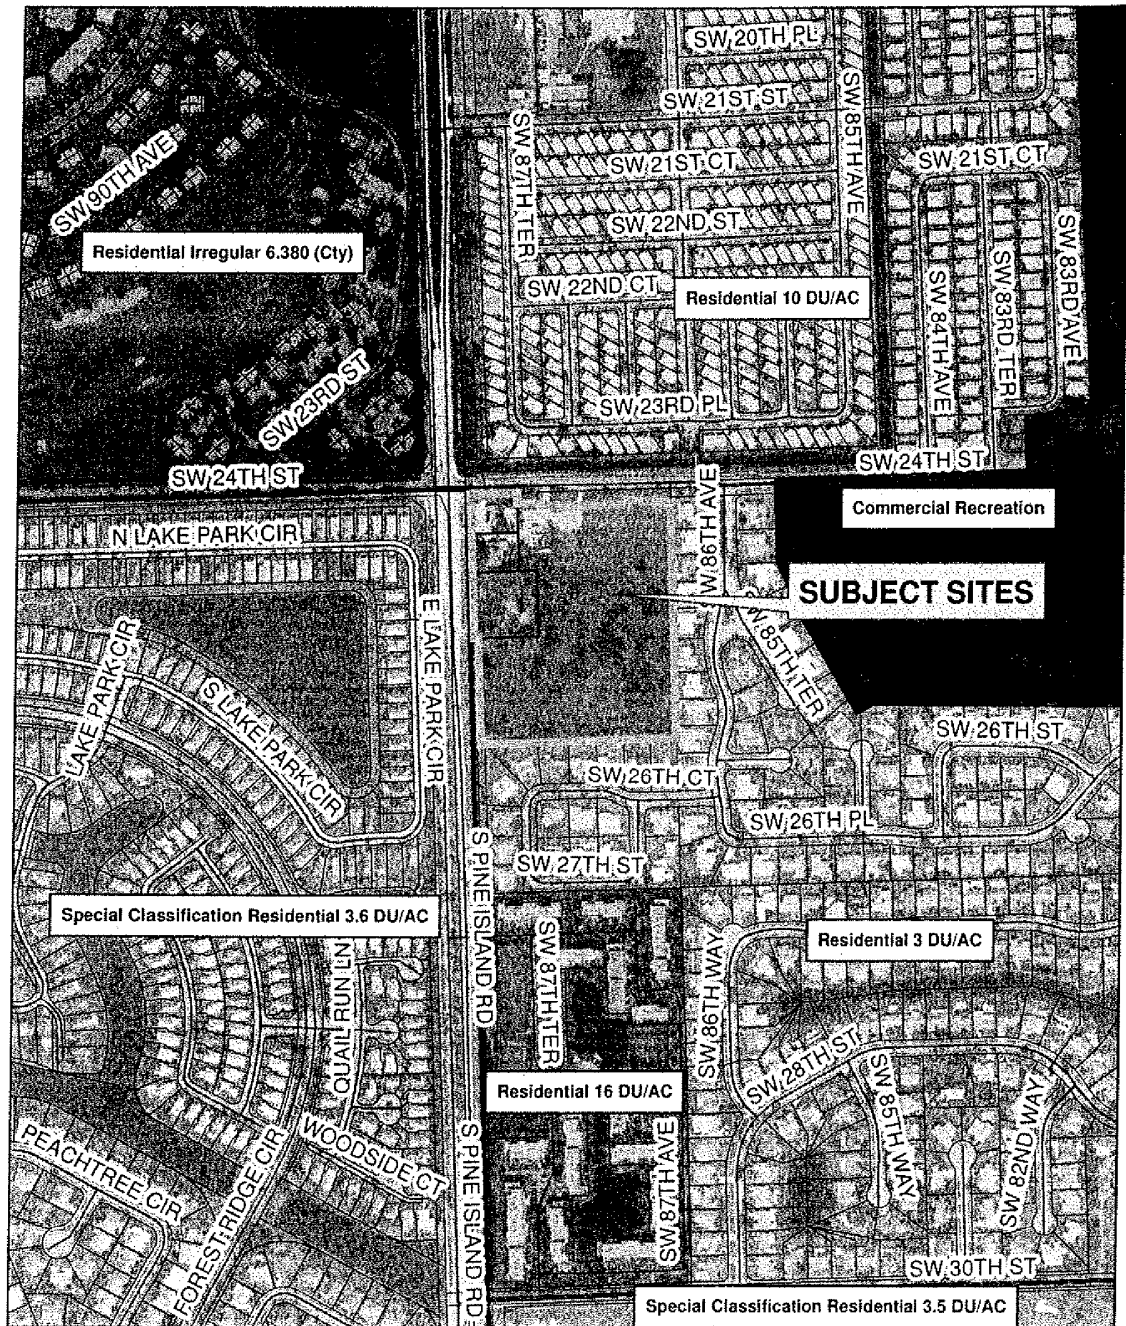 SW 20TH PL
SW 21ST ST
SW 85TH AVE
SW 87TH TER
SW 21ST CT
SW 21ST CT
SW 90TH AVE
SW 22ND ST
SW 83RD AVE
Residential Irregular 6.380 (Cty)
SW 22ND CT
Residential 10 DU/AC
SW 84TH AVE
SW 83RD TER
SW 23RD ST
SW 23RD PL
SW 24TH ST
SW 24TH ST
Commercial Recreation
N LAKE PARK CIR
SW 86TH AVE
SUBJECT SITES
E LAKE PARK CIR
SW 85TH TER
LAKE PARK CIR
S LAKE PARK CIR
SW 26TH ST
SW 26TH CT
SW 26TH PL
S PINE ISLAND RD
SW 27TH ST
Special Classification Residential 3.6 DU/AC
Residential 3 DU/AC
QUAIL RUN LN
SW 87TH TER
SW 86TH WAY
SW 28TH ST
SW 85TH WAY
SW 82ND WAY
Residential 16 DU/AC
WOODSIDE CT
PEACHTREE CIR
FOREST RIDGE CIR
S PINE ISLAND RD
SW 87TH AVE
SW 30TH ST
Special Classification Residential 3.5 DU/AC